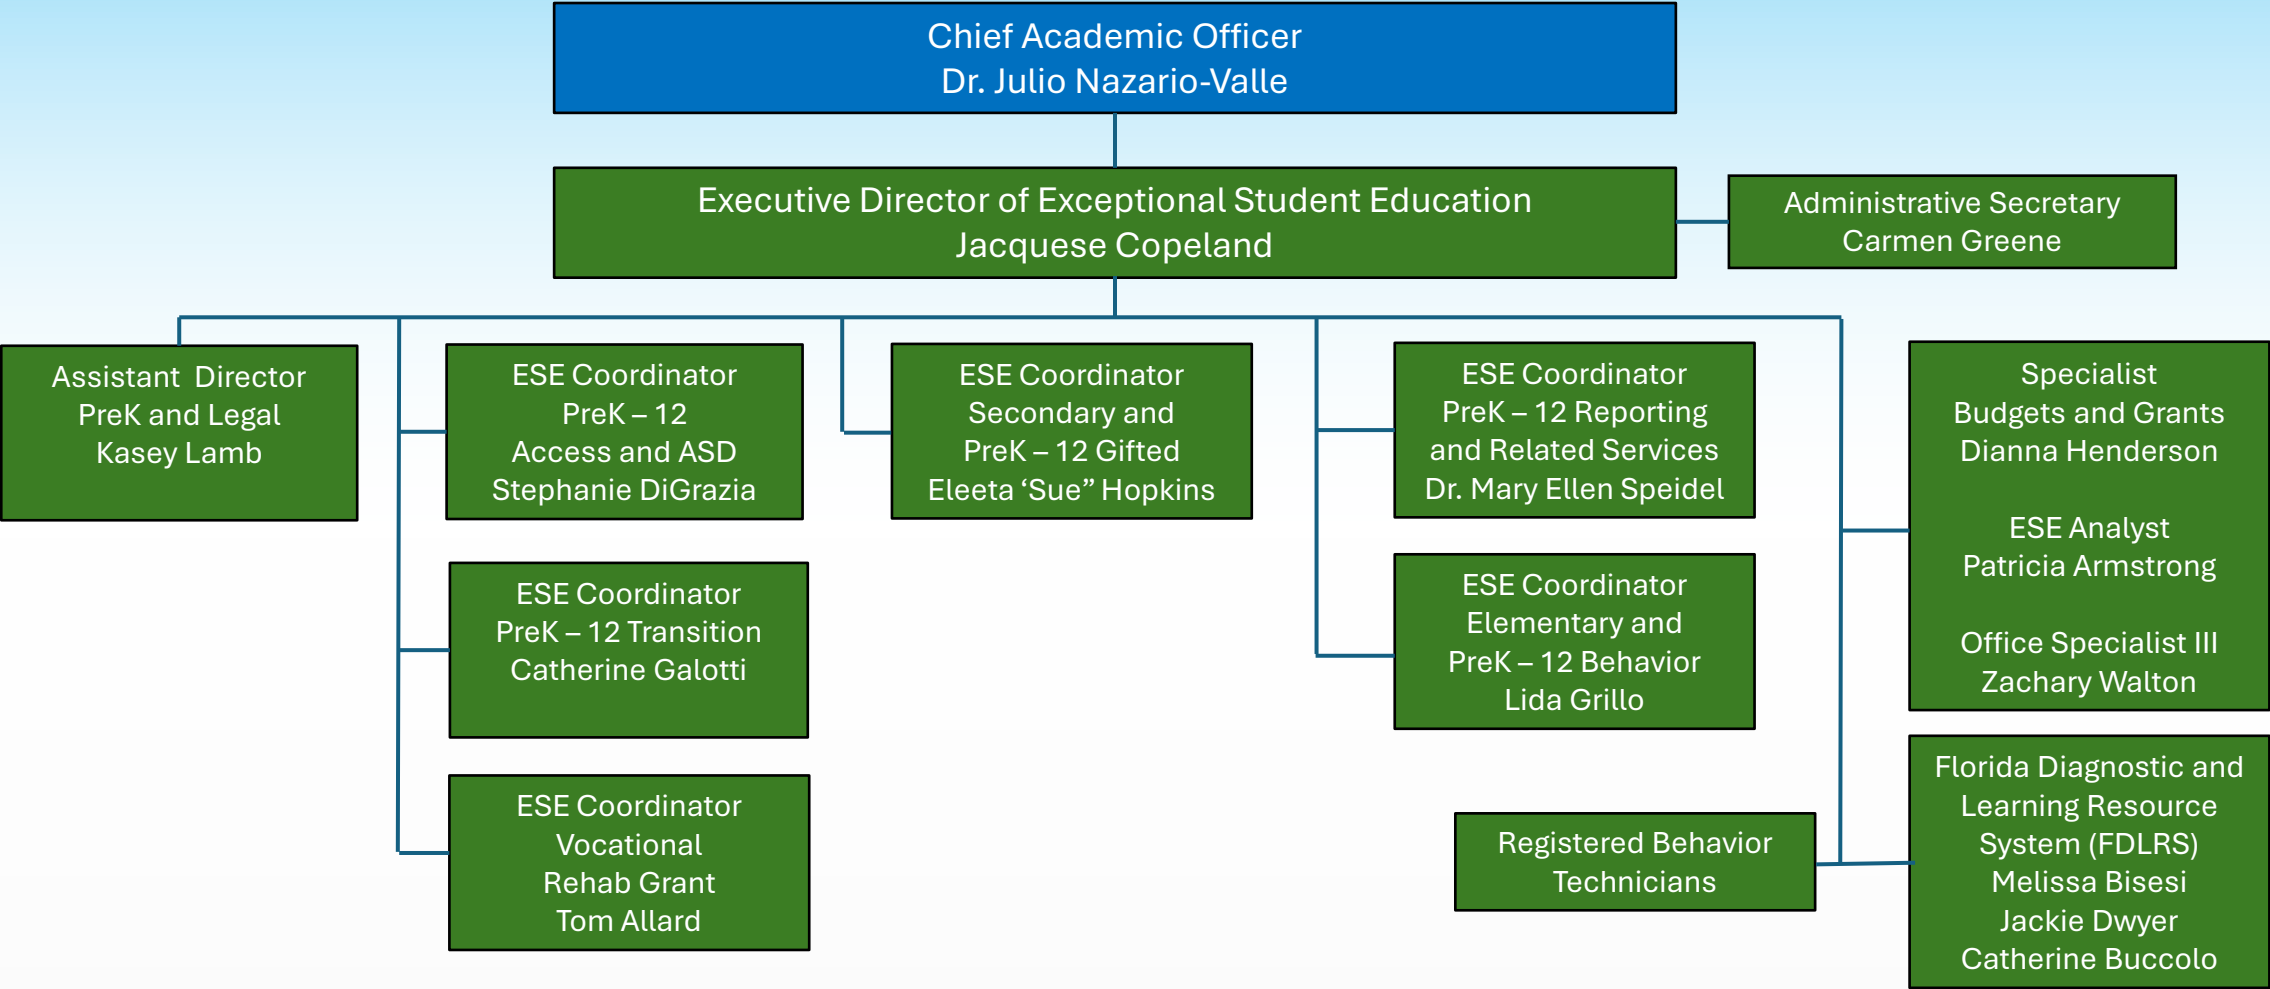 Chief Academic Officer
Dr. Julio Nazario-Valle
Executive Director of Exceptional Student Education
Jacquese Copeland
Administrative Secretary
Carmen Greene
Assistant  Director
PreK and Legal
Kasey Lamb
ESE Coordinator
PreK – 12
Access and ASD
Stephanie DiGrazia
ESE Coordinator
Secondary and
PreK – 12 Gifted
Eleeta ‘Sue” Hopkins
ESE Coordinator
PreK – 12 Reporting
and Related Services
Dr. Mary Ellen Speidel
Specialist
Budgets and Grants
Dianna Henderson
ESE Analyst
Patricia Armstrong
Office Specialist III
Zachary Walton
ESE Coordinator
PreK – 12 Transition
Catherine Galotti
ESE Coordinator
Elementary and
PreK – 12 Behavior
Lida Grillo
ESE Coordinator
Vocational
Rehab Grant
Tom Allard
Registered Behavior
Technicians
Florida Diagnostic and
Learning Resource
System (FDLRS)
Melissa Bisesi
Jackie Dwyer
Catherine Buccolo